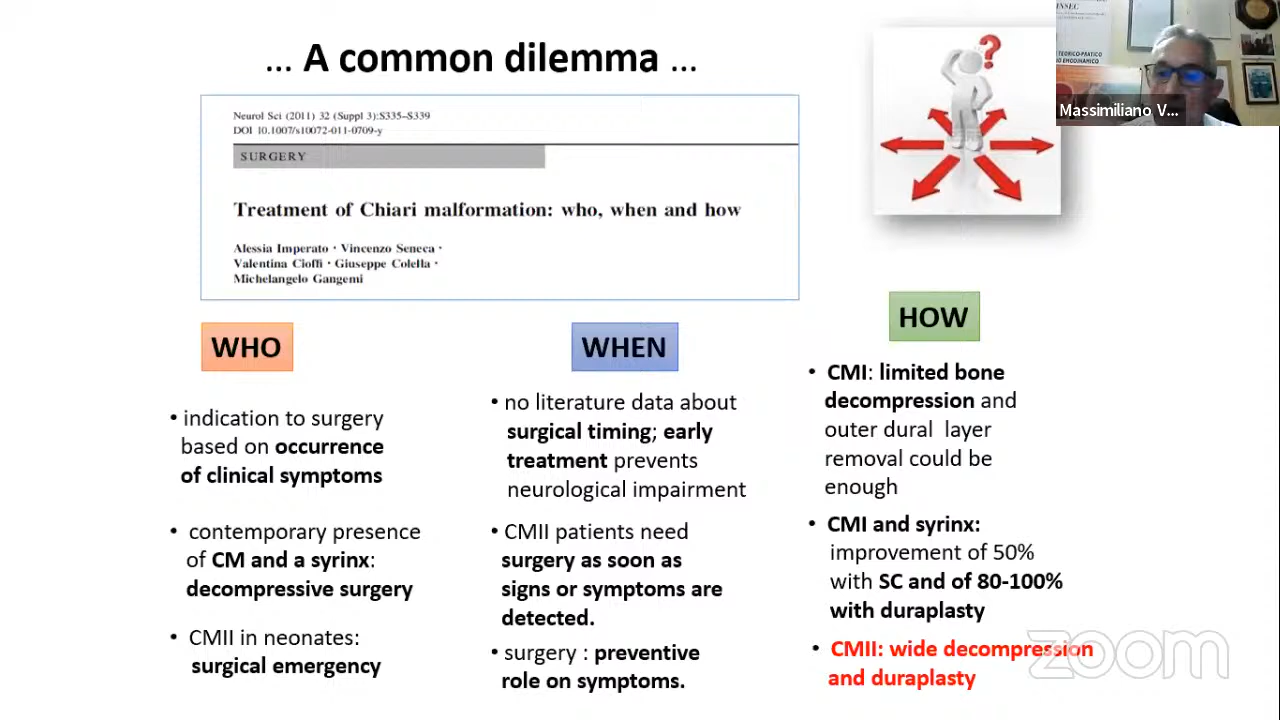 ... A common dilemma ...
Neurol Sci (2011) 32 (Suppl 3):S335–S339
DOI 10.1007/s10072-011-0709-y
SURGERY
Treatment of Chiari malformation: who, when and how
Alessia Imperato · Vincenzo Seneca ·
Valentina Cioffi · Giuseppe Colella ·
Michelangelo Gangemi
?
INSEC
TEORICO-PRATICO
EMODINAMICO
Massimiliano V...
WHO
• indication to surgery
based on occurrence
of clinical symptoms
• contemporary presence
of CM and a syrinx:
decompressive surgery
• CMII in neonates:
surgical emergency
WHEN
• no literature data about
surgical timing; early
treatment prevents
neurological impairment
• CMII patients need
surgery as soon as
signs or symptoms are
detected.
• surgery : preventive
role on symptoms.
HOW
• CMI: limited bone
decompression and
outer dural layer
removal could be
enough
• CMI and syrinx:
improvement of 50%
with SC and of 80-100%
with duraplasty
• CMII: wide decompression
and duraplasty
zoom